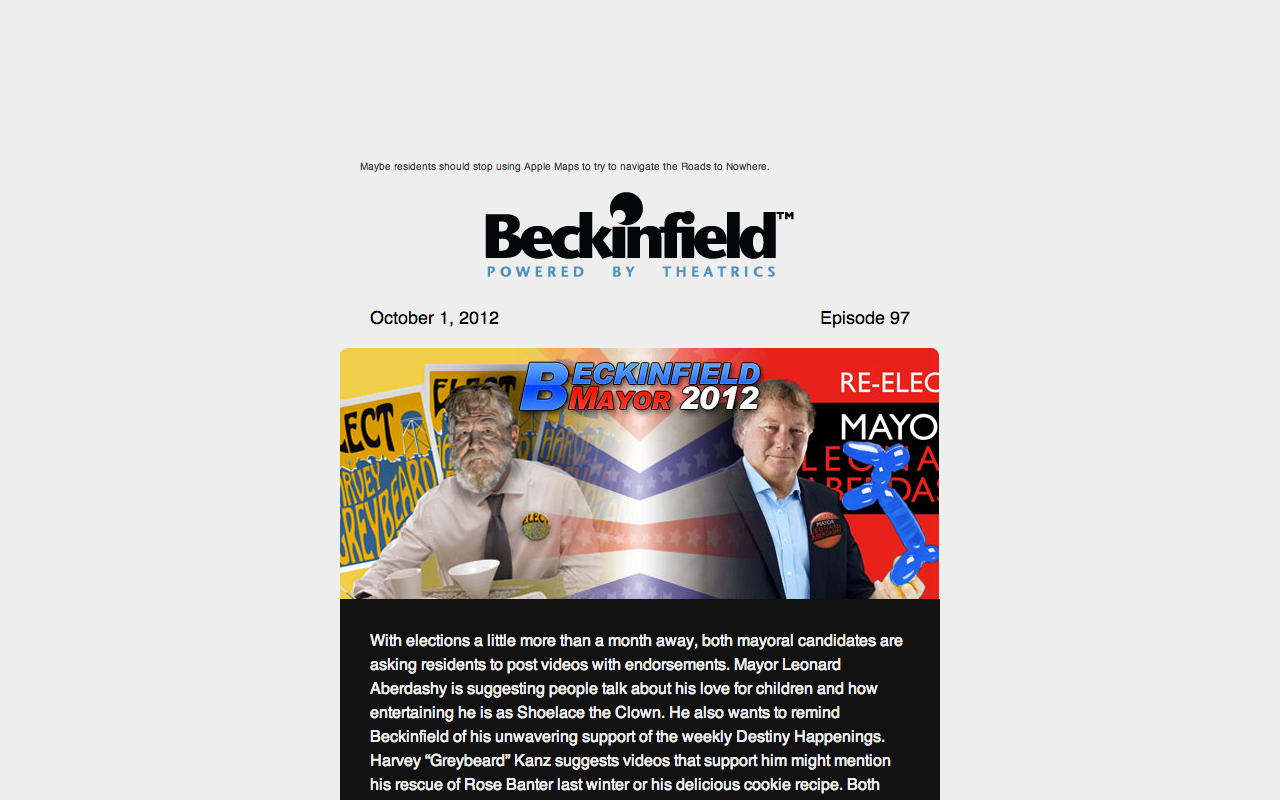 Maybe residents should stop using Apple Maps to try to navigate the Roads to Nowhere.
Beckinfield™
POWERED BY THEATRICS
October 1, 2012
Episode 97
BECKINFIELD
MAYOR 2012
ELECT
ELECT
HARVEY
GREYBEARD
HARVEY
RE-ELEC
MAYO
LEONA
ABERDAS
ELECT
MAYOR
LEONARD
ABERDASHY
With elections a little more than a month away, both mayoral candidates are
asking residents to post videos with endorsements. Mayor Leonard
Aberdashy is suggesting people talk about his love for children and how
entertaining he is as Shoelace the Clown. He also wants to remind
Beckinfield of his unwavering support of the weekly Destiny Happenings.
Harvey “Greybeard” Kanz suggests videos that support him might mention
his rescue of Rose Banter last winter or his delicious cookie recipe. Both